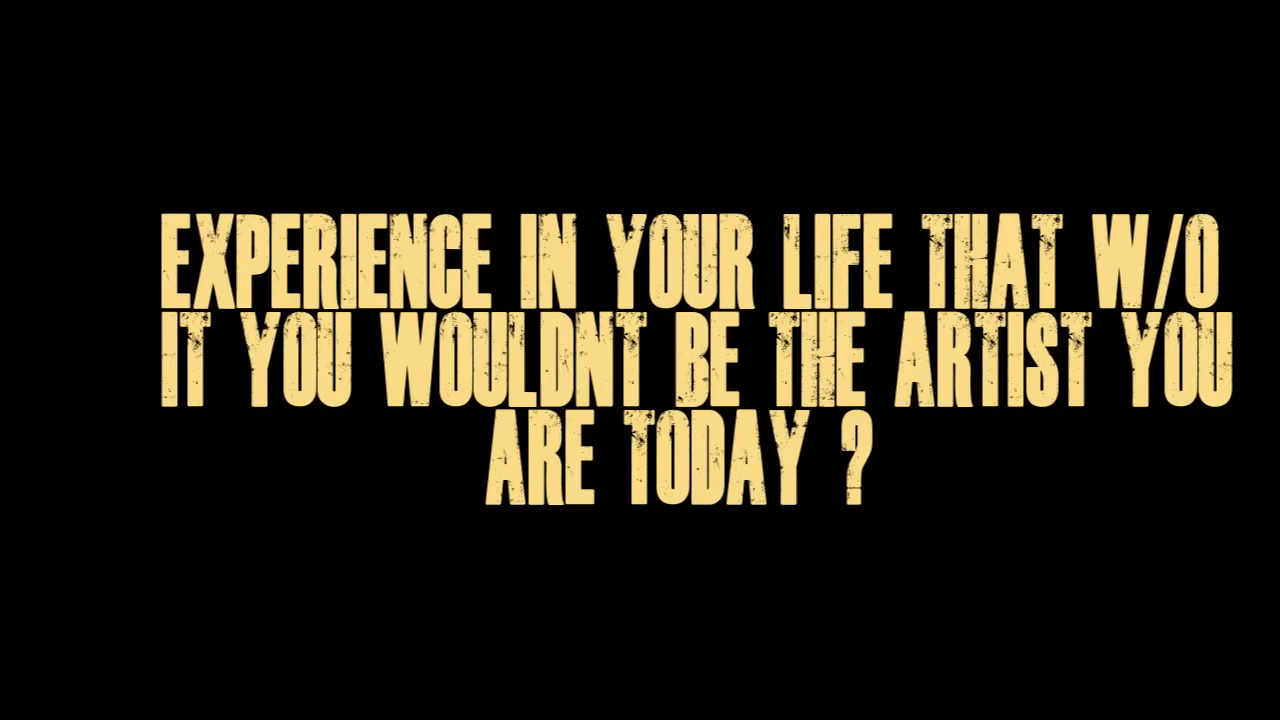 EXPERIENCE IN YOUR LIFE THAT W/O
IT YOU WOULDNT BE THE ARTIST YOU
ARE TODAY ?